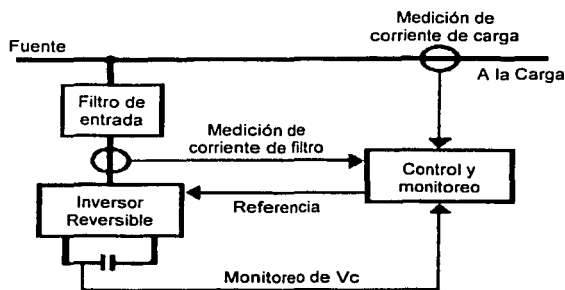 Medición de
corriente de carga
Fuente
A la Carga
Filtro de
entrada
Medición de
corriente de filtro
Control y
monitoreo
Inversor
Reversible
Referencia
Monitoreo de Vc